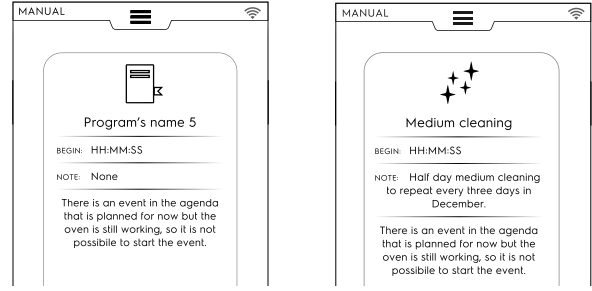 MANUAL
Program's name 5
BEGIN: HH:MM:SS
NOTE: None
There is an event in the agenda
that is planned for now but the
oven is still working, so it is not
possibile to start the event.
MANUAL
Medium cleaning
BEGIN: HH:MM:SS
NOTE: Half day medium cleaning
to repeat every three days in
December.
There is an event in the agenda
that is planned for now but the
oven is still working, so it is not
possibile to start the event.